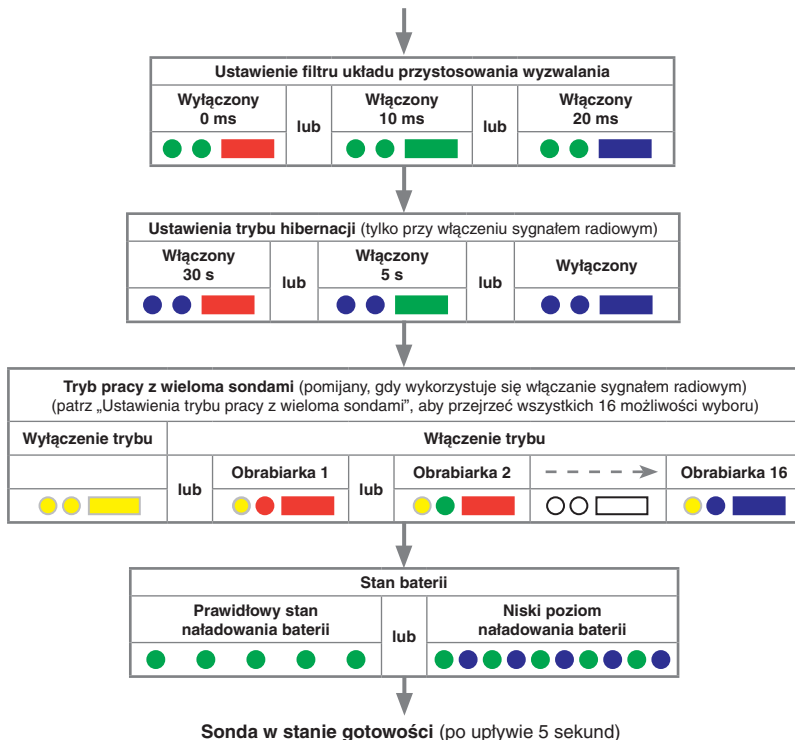 Ustawienie filtru układu przystosowania wyzwalania
Wyłączony
0 ms
lub
Włączony
10 ms
lub
Włączony
20 ms
Ustawienia trybu hibernacji (tylko przy włączeniu sygnałem radiowym)
Włączony
30 s
lub
Włączony
5 s
lub
Wyłączony
Tryb pracy z wieloma sondami (pomijany, gdy wykorzystuje się włączanie sygnałem radiowym)
(patrz „Ustawienia trybu pracy z wieloma sondami”, aby przejrzeć wszystkich 16 możliwości wyboru)
Wyłączenie trybu
Włączenie trybu
lub
Obrabiarka 1
lub
Obrabiarka 2
Obrabiarka 16
Stan baterii
Prawidłowy stan
naładowania baterii
lub
Niski poziom
naładowania baterii
Sonda w stanie gotowości (po upływie 5 sekund)